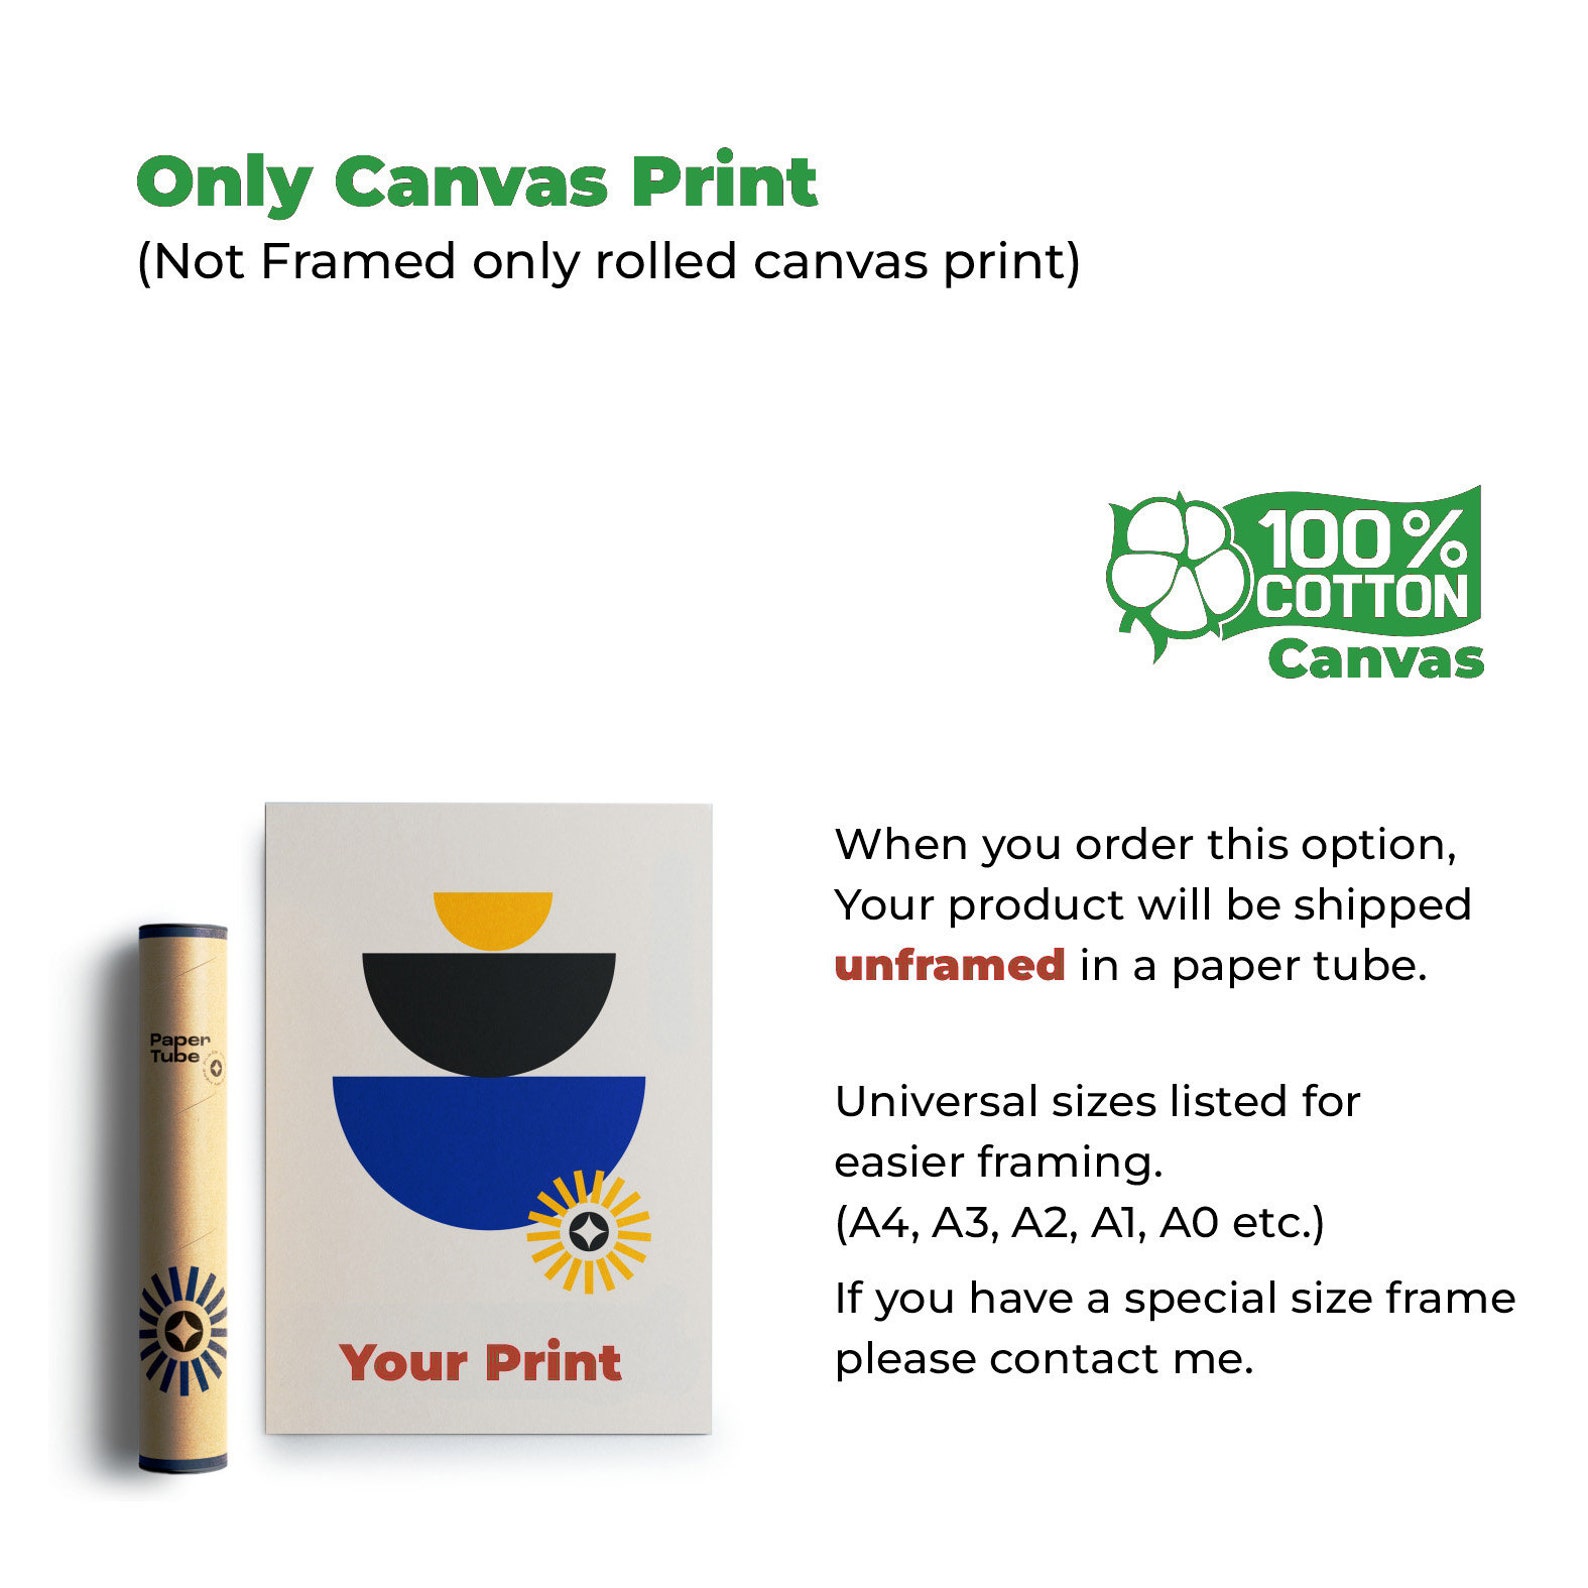 Only Canvas Print
(Not Framed only rolled canvas print)
100%
COTTON
Canvas
When you order this option,
Your product will be shipped
unframed in a paper tube.
Universal sizes listed for
easier framing.
(A4, A3, A2, A1, A0 etc.)
If you have a special size frame
please contact me.
Paper
Tube
Your Print